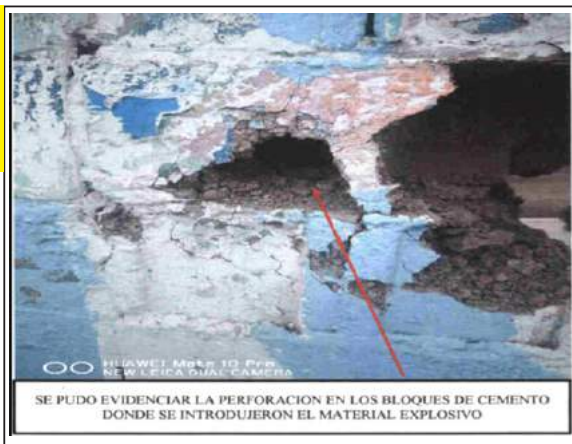 HUAWEI Mate 10 Pro
NEW LEICA DUAL CAMERA
SE PUDO EVIDENCIAR LA PERFORACION EN LOS BLOQUES DE CEMENTO
DONDE SE INTRODUJERON EL MATERIAL EXPLOSIVO